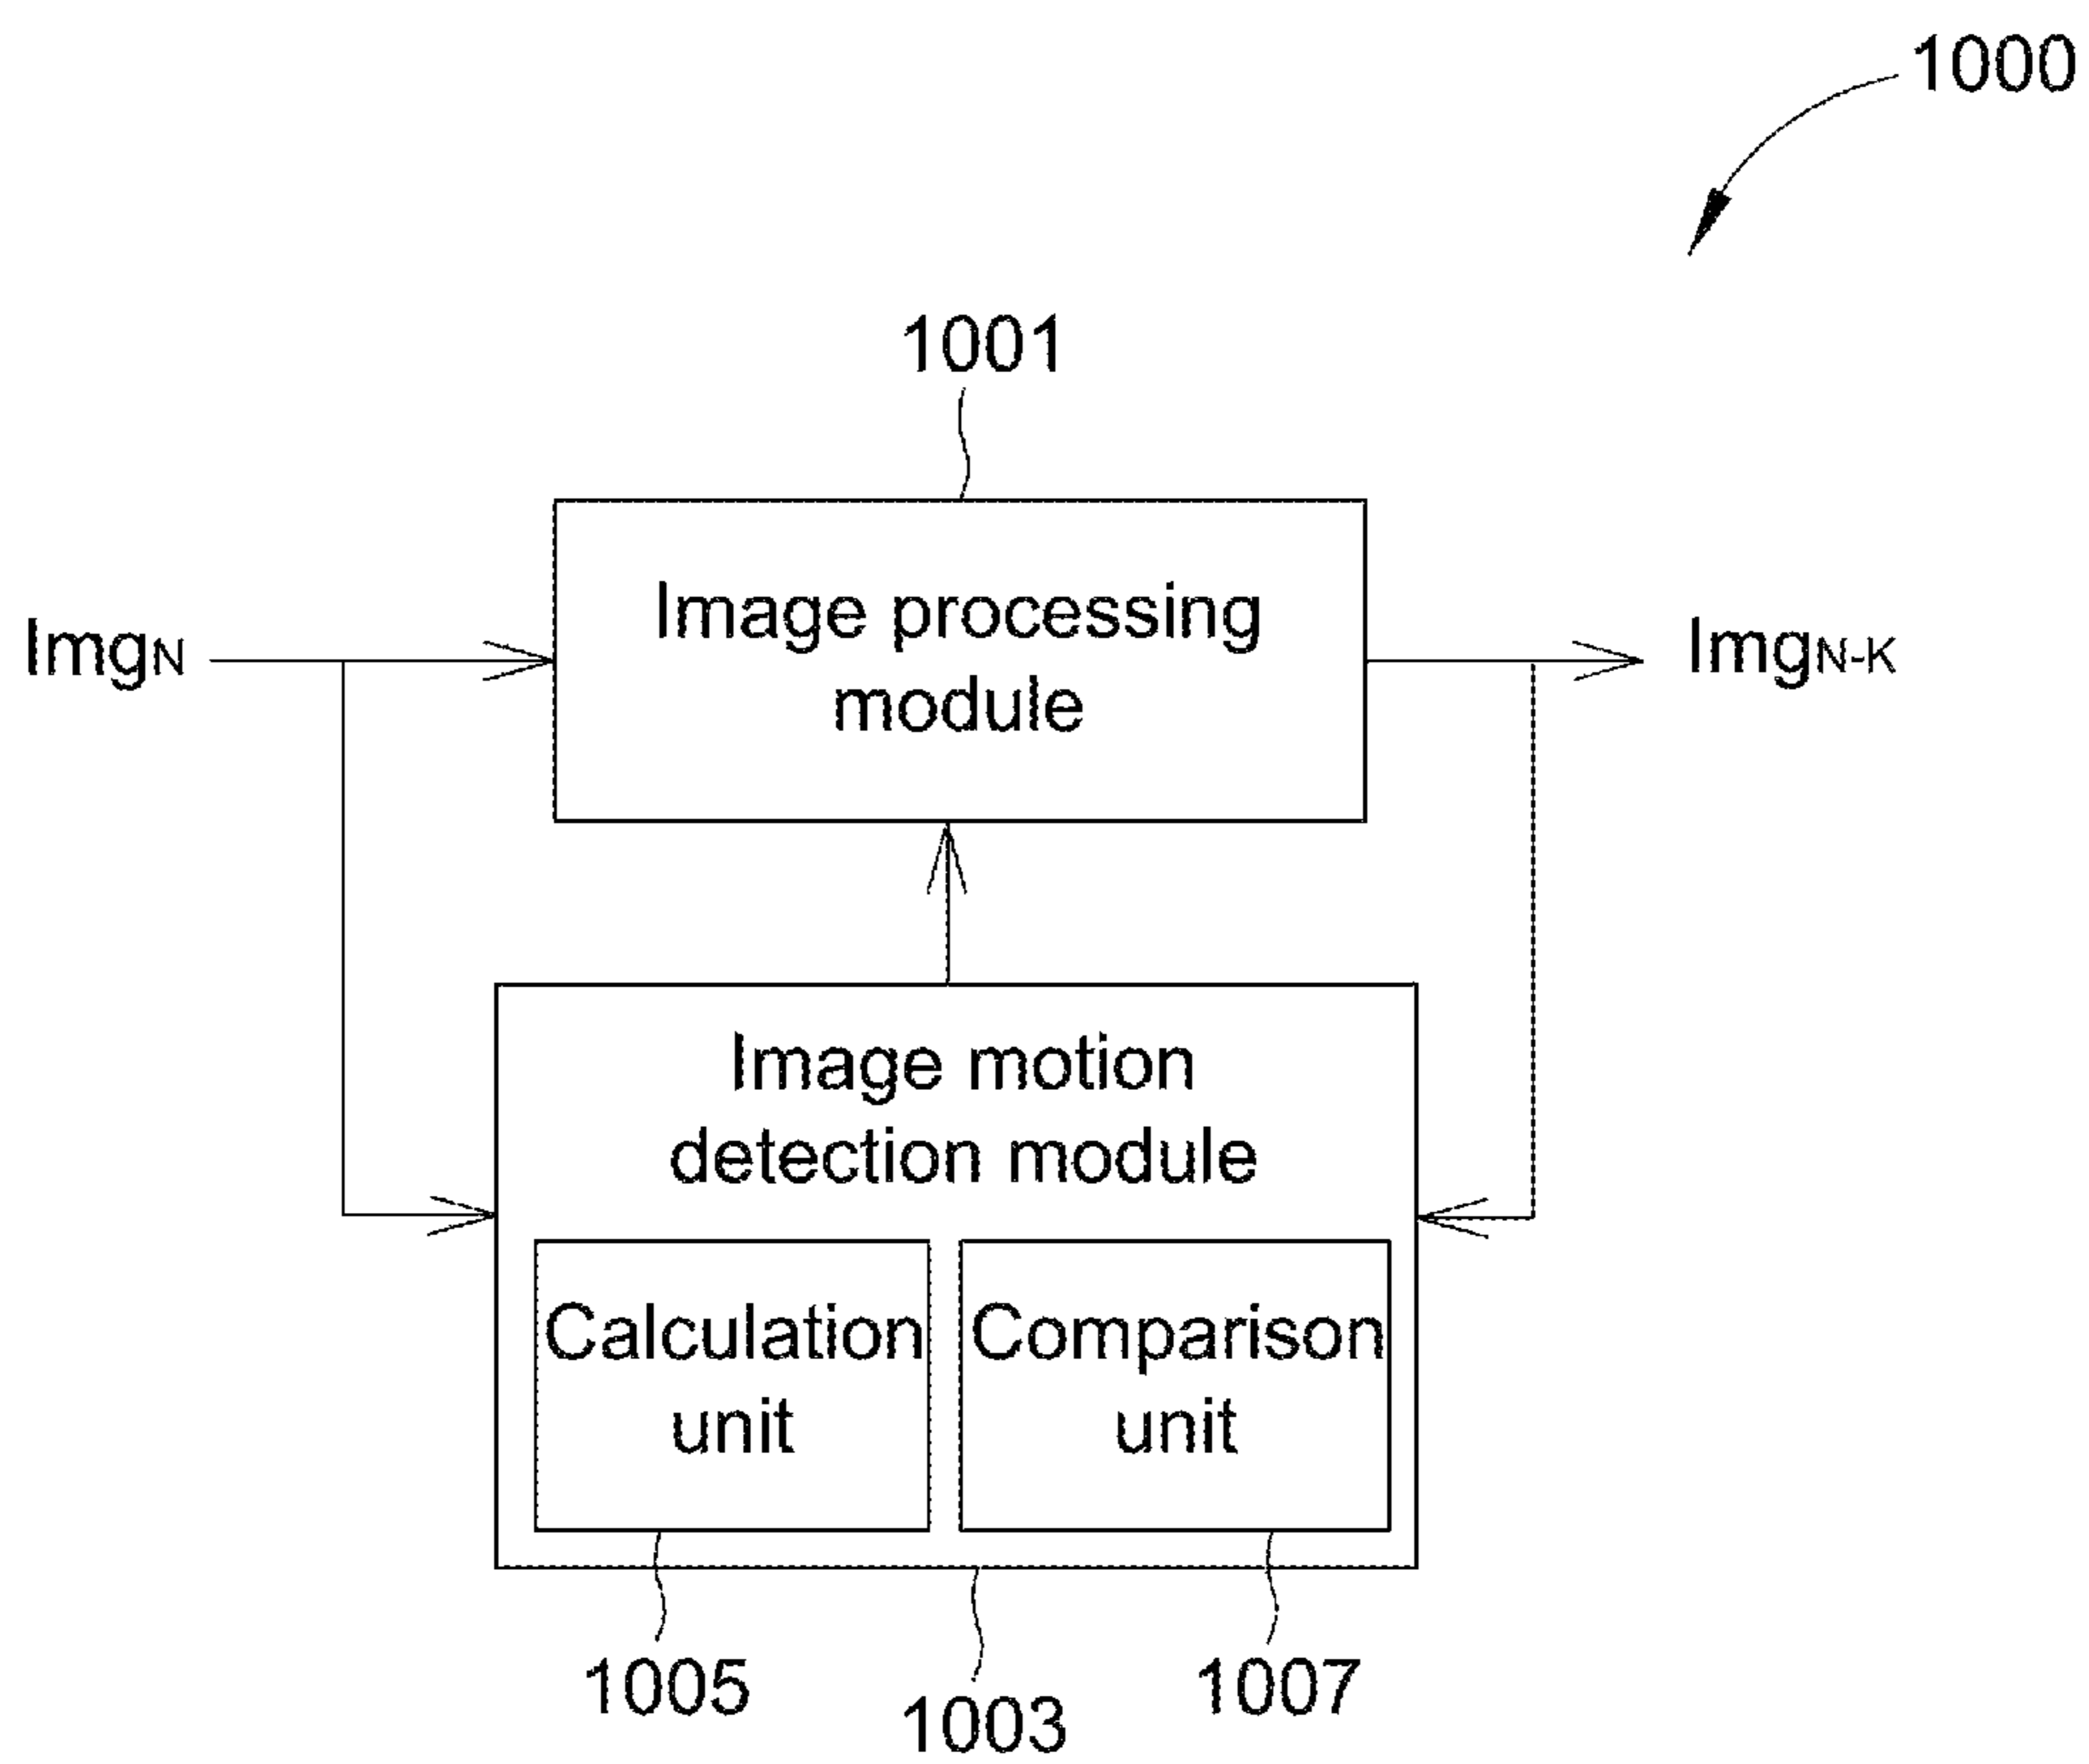 1000
1001
Image processing
module
ImgN
ImgN-K
Image motion
detection module
Calculation
unit
Comparison
unit
1005
1003
1007